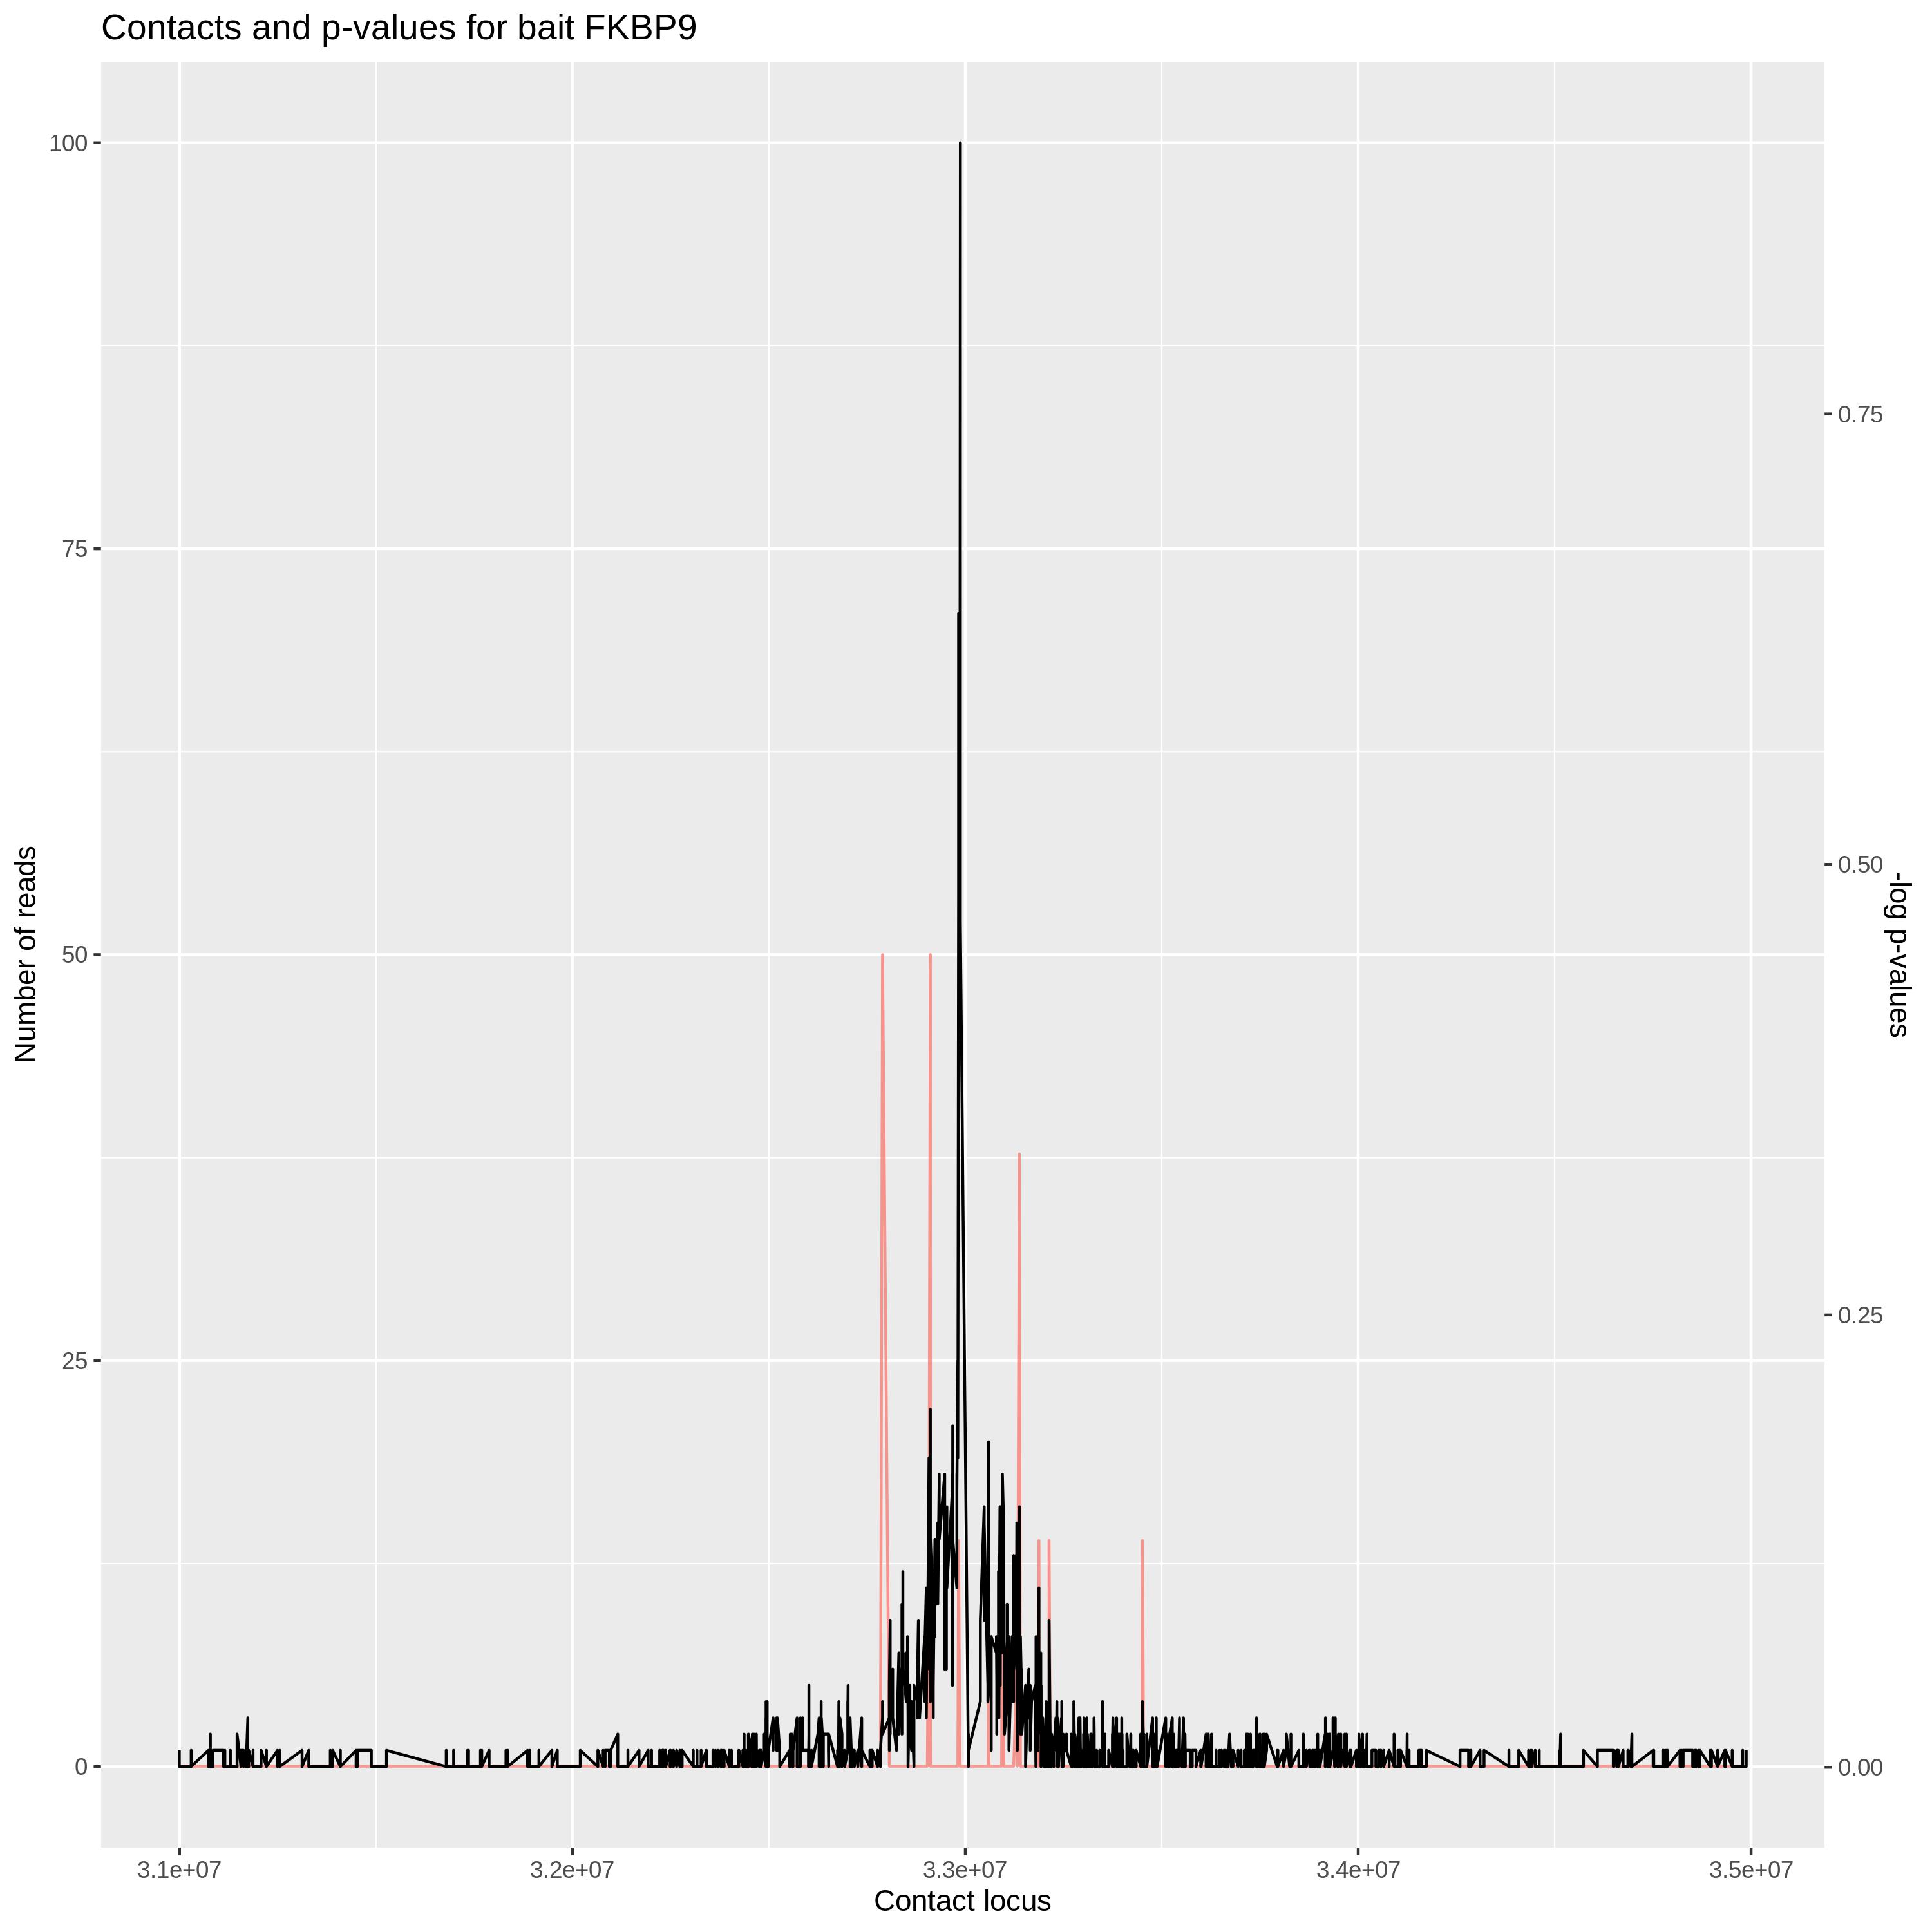 Contacts and p-values for bait FKBP9
100
75
50
25
0
Number of reads
0.75
0.50
0.25
0.00
-log p-values
3.1e+07
3.2e+07
3.3e+07
3.4e+07
3.5e+07
Contact locus